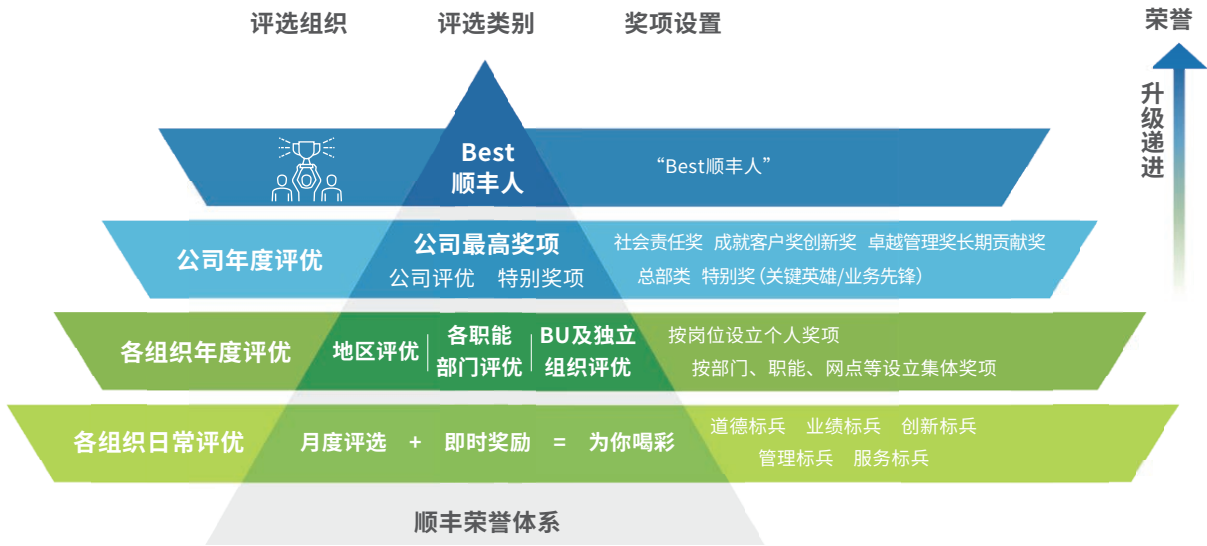 评选组织 评选类别 奖项设置 荣誉
升级递进
Best
顺丰人
“Best顺丰人”
公司年度评优
公司最高奖项
公司评优 特别奖项
社会责任奖 成就客户奖创新奖 卓越管理奖长期贡献奖
总部类 特别奖(关键英雄/业务先锋)
各组织年度评优
地区评优
各职能
部门评优
BU及独立
组织评优
按岗位设立个人奖项
按部门、职能、网点等设立集体奖项
各组织日常评优
月度评选 + 即时奖励 = 为你喝彩
道德标兵 业绩标兵 创新标兵
管理标兵 服务标兵
顺丰荣誉体系